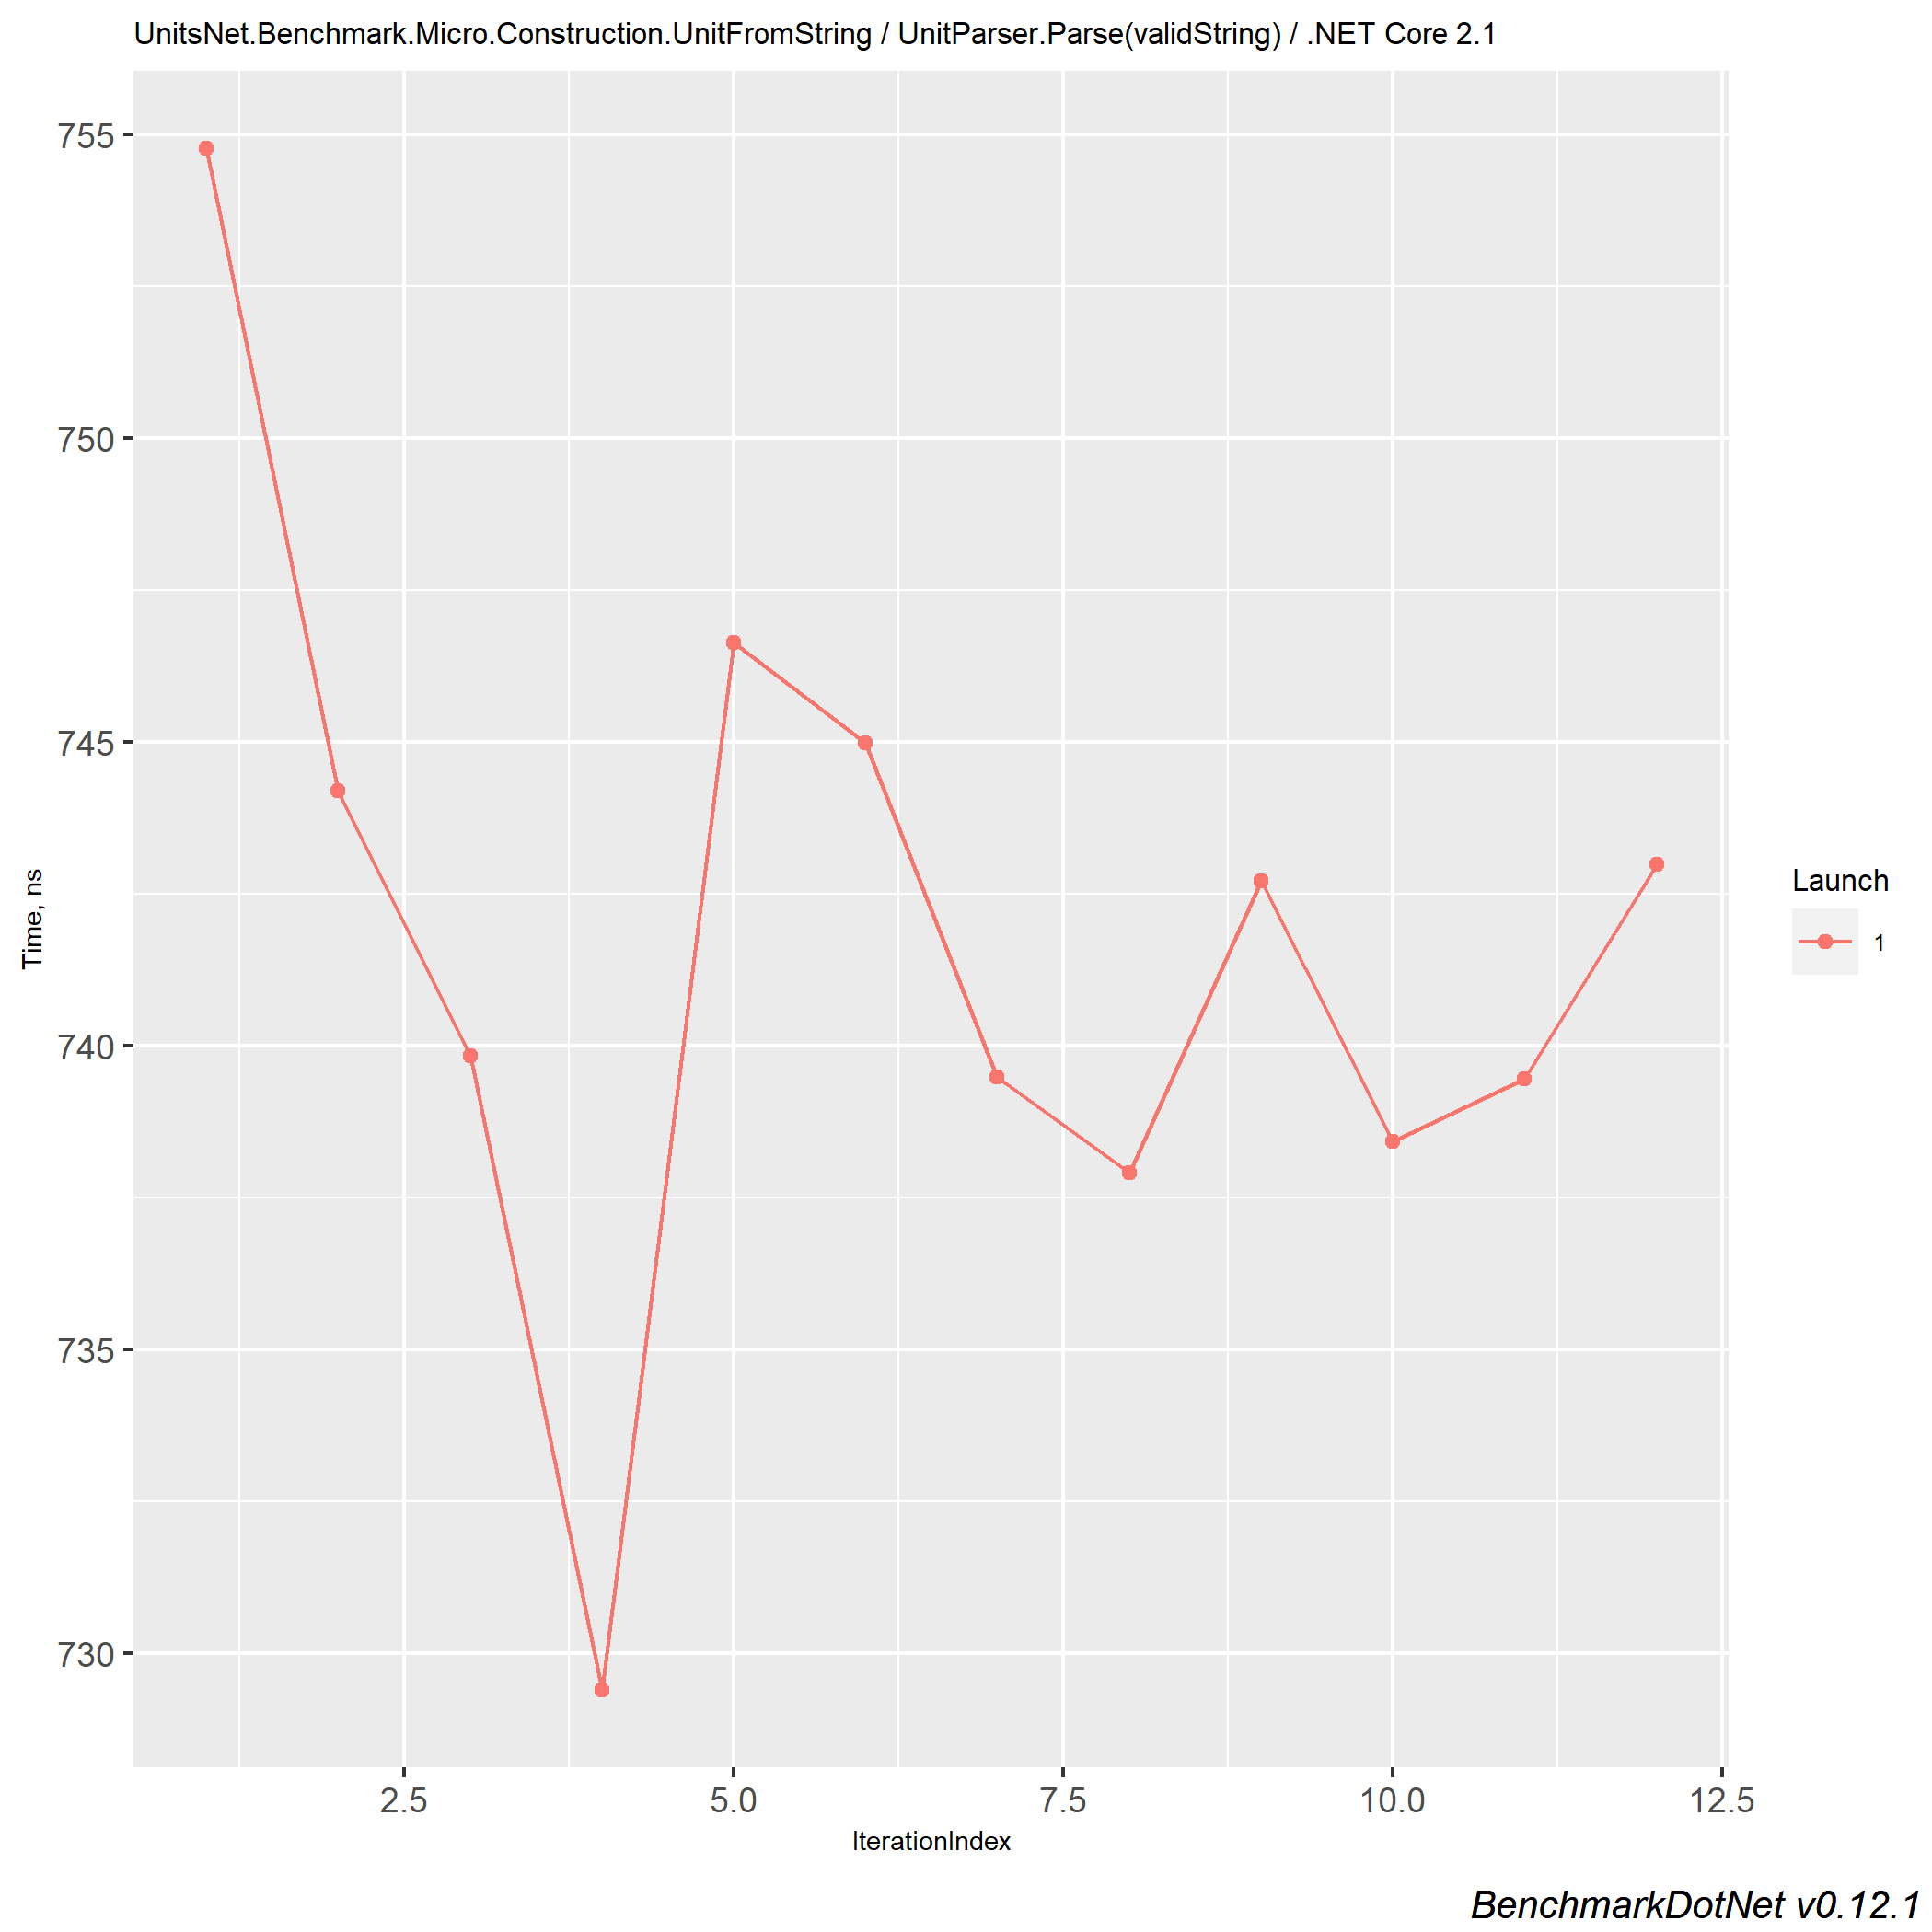 UnitsNet.Benchmark.Micro.Construction.UnitFromString / UnitParser.Parse(validString) / .NET Core 2.1
755
750
745
740
735
730
Time, ns
2.5 5.0 7.5 10.0 12.5
IterationIndex
Launch
1
BenchmarkDotNet v0.12.1